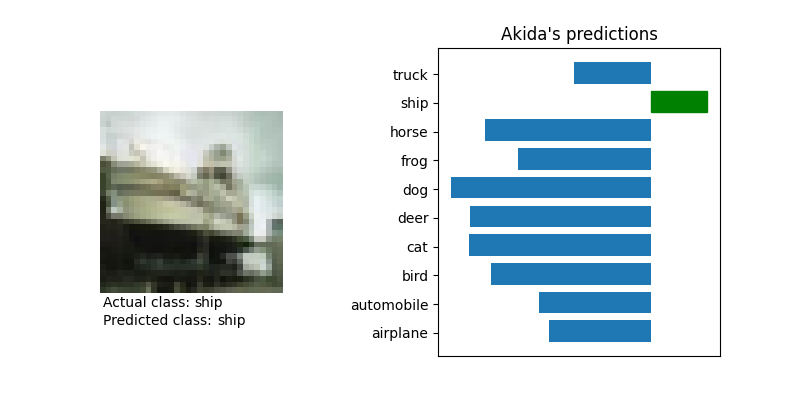 Akida's predictions
truck
ship
horse
frog
dog
deer
cat
bird
automobile
airplane
Actual class: ship
Predicted class: ship